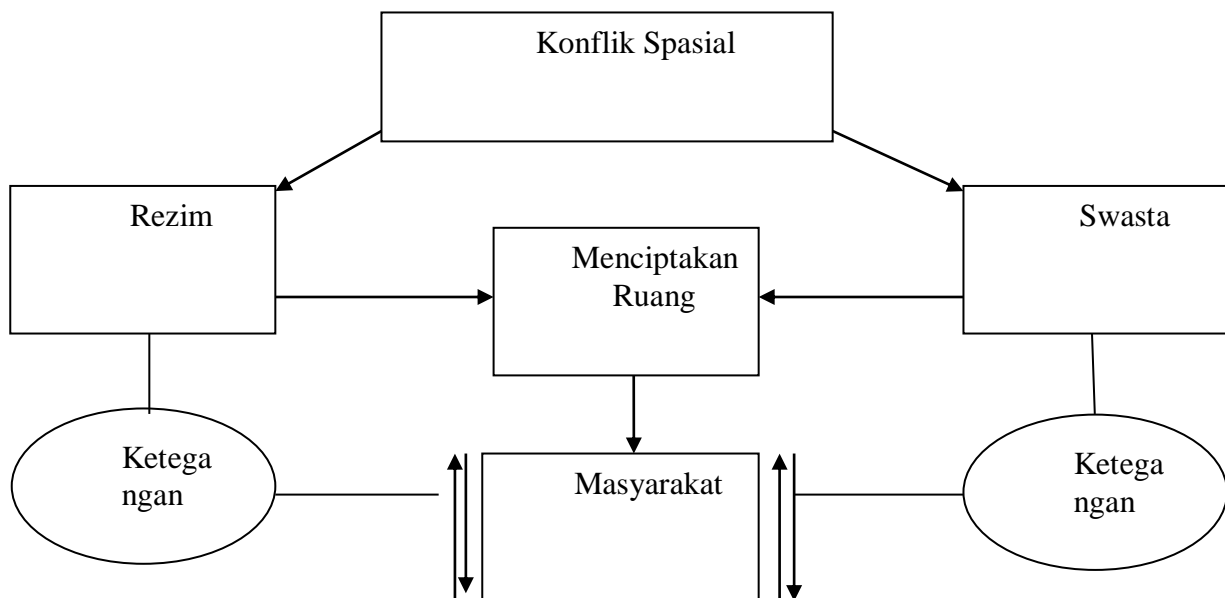 Konflik Spasial
Rezim
Swasta
Menciptakan
Ruang
Ketega
ngan
Masyarakat
Ketega
ngan